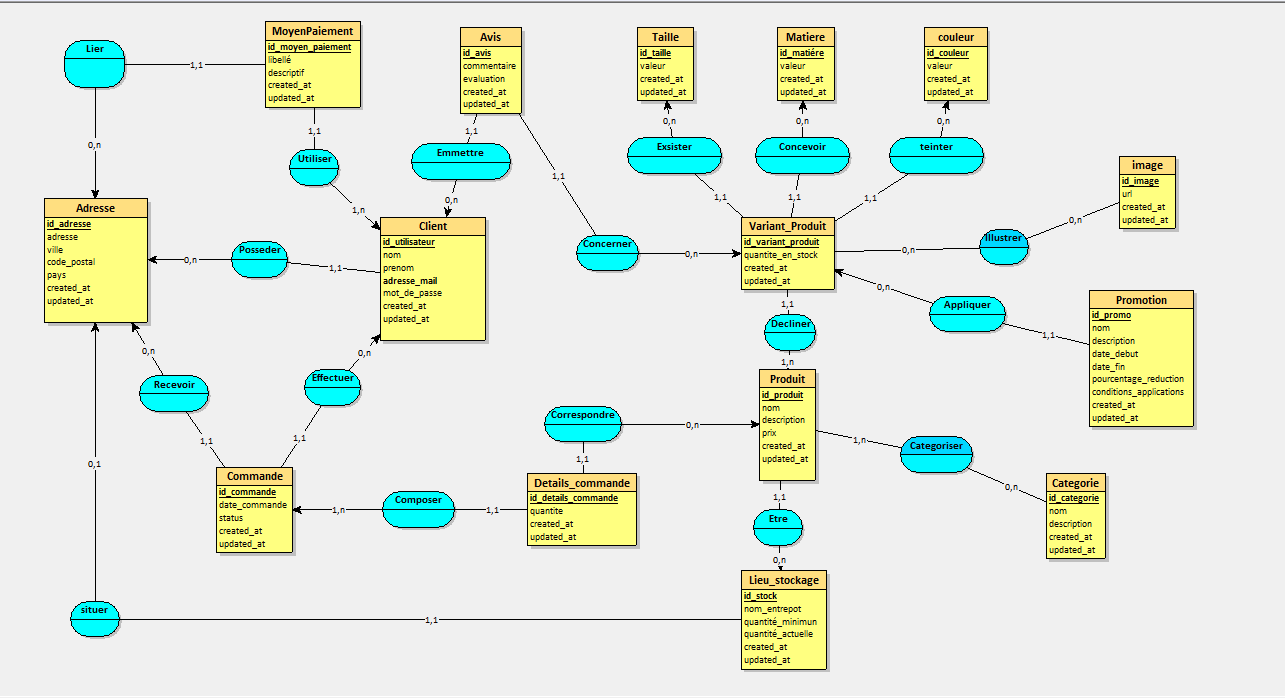 Lier
1,1
0,n
MoyenPaiement
id_moyen_paiement
libellé
descriptif
created_at
updated_at
1,1
Utiliser
1,n
Avis
id_avis
commentaire
evaluation
created_at
updated_at
1,1
Emmettre
0,n
1,1
Concerner
0,n
Taille
id_taille
valeur
created_at
updated_at
0,n
Exsister
1,1
Matiere
id_matiére
valeur
created_at
updated_at
0,n
Concevoir
1,1
couleur
id_couleur
valeur
created_at
updated_at
0,n
teinter
1,1
image
id_image
url
created_at
updated_at
0,n
Illustrer
0,n
Adresse
id_adresse
adresse
ville
code_postal
pays
created_at
updated_at
0,n
Posseder
1,1
Client
id_utilisateur
nom
prenom
adresse_mail
mot_de_passe
created_at
updated_at
Variant_Produit
id_variant_produit
quantite_en_stock
created_at
updated_at
0,n
Appliquer
1,1
Promotion
id_promo
nom
description
date_debut
date_fin
pourcentage_reduction
conditions_applications
created_at
updated_at
1,1
Decliner
1,n
0,n
Recevoir
1,1
0,n
Effectuer
1,1
Produit
id_produit
nom
description
prix
created_at
updated_at
Correspondre
0,n
1,1
1,n
Categoriser
0,n
Categorie
id_categorie
nom
description
created_at
updated_at
0,1
Commande
id_commande
date_commande
status
created_at
updated_at
1,n
Composer
1,1
Details_commande
id_details_commande
quantite
created_at
updated_at
1,1
Etre
0,n
Lieu_stockage
id_stock
nom_entrepot
quantité_minimun
quantité_actuelle
created_at
updated_at
situer
1,1